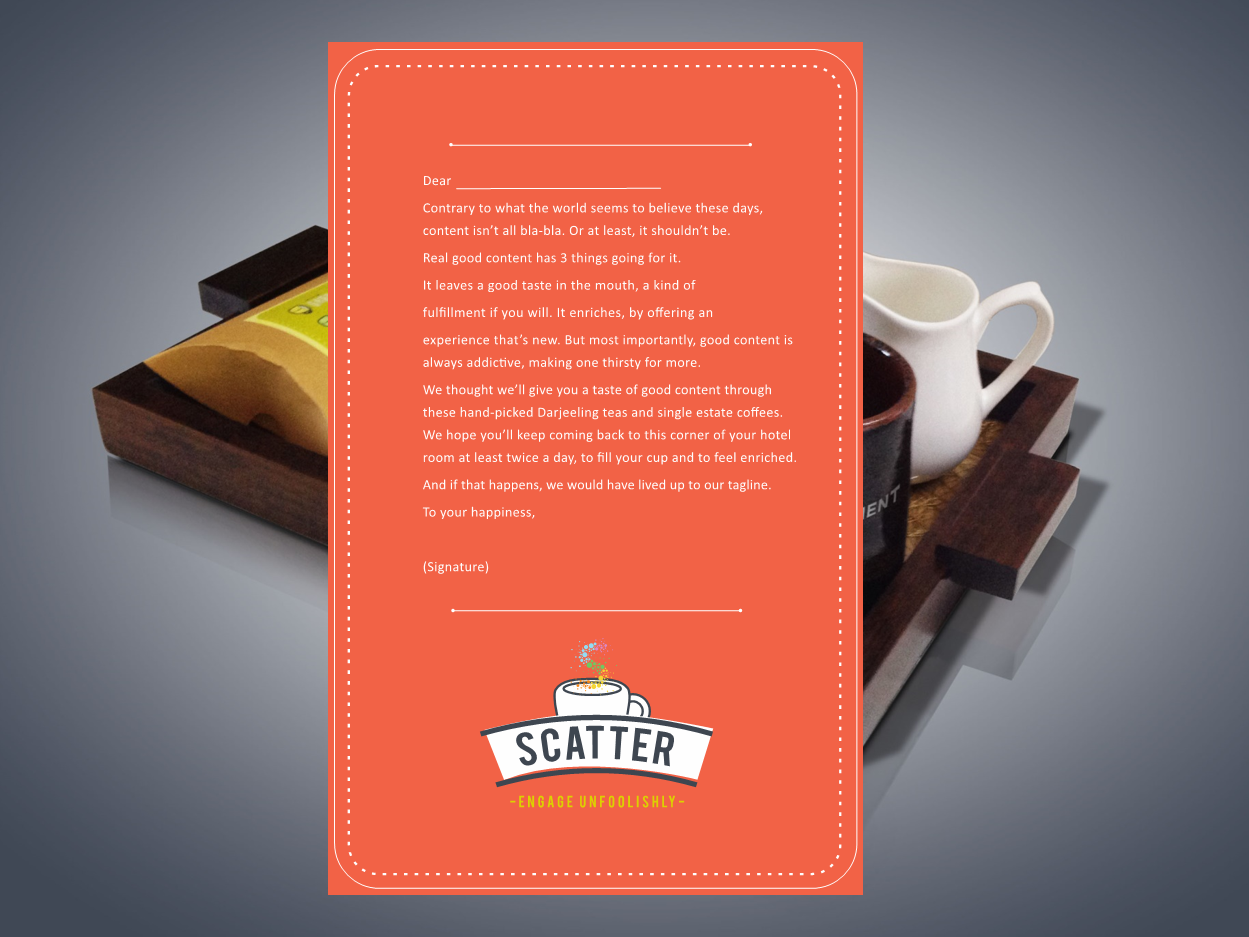 Dear ______________________________
Contrary to what the world seems to believe these days,
content isn’t all bla-bla. Or at least, it shouldn’t be.
Real good content has 3 things going for it.
It leaves a good taste in the mouth, a kind of
fulfillment if you will. It enriches, by offering an
experience that’s new. But most importantly, good content is
always addictive, making one thirsty for more.
We thought we’ll give you a taste of good content through
these hand-picked Darjeeling teas and single estate coffees.
We hope you’ll keep coming back to this corner of your hotel
room at least twice a day, to fill your cup and to feel enriched.
And if that happens, we would have lived up to our tagline.
To your happiness,
(Signature)
SCATTER
-ENGAGE UNFOOLISHLY-